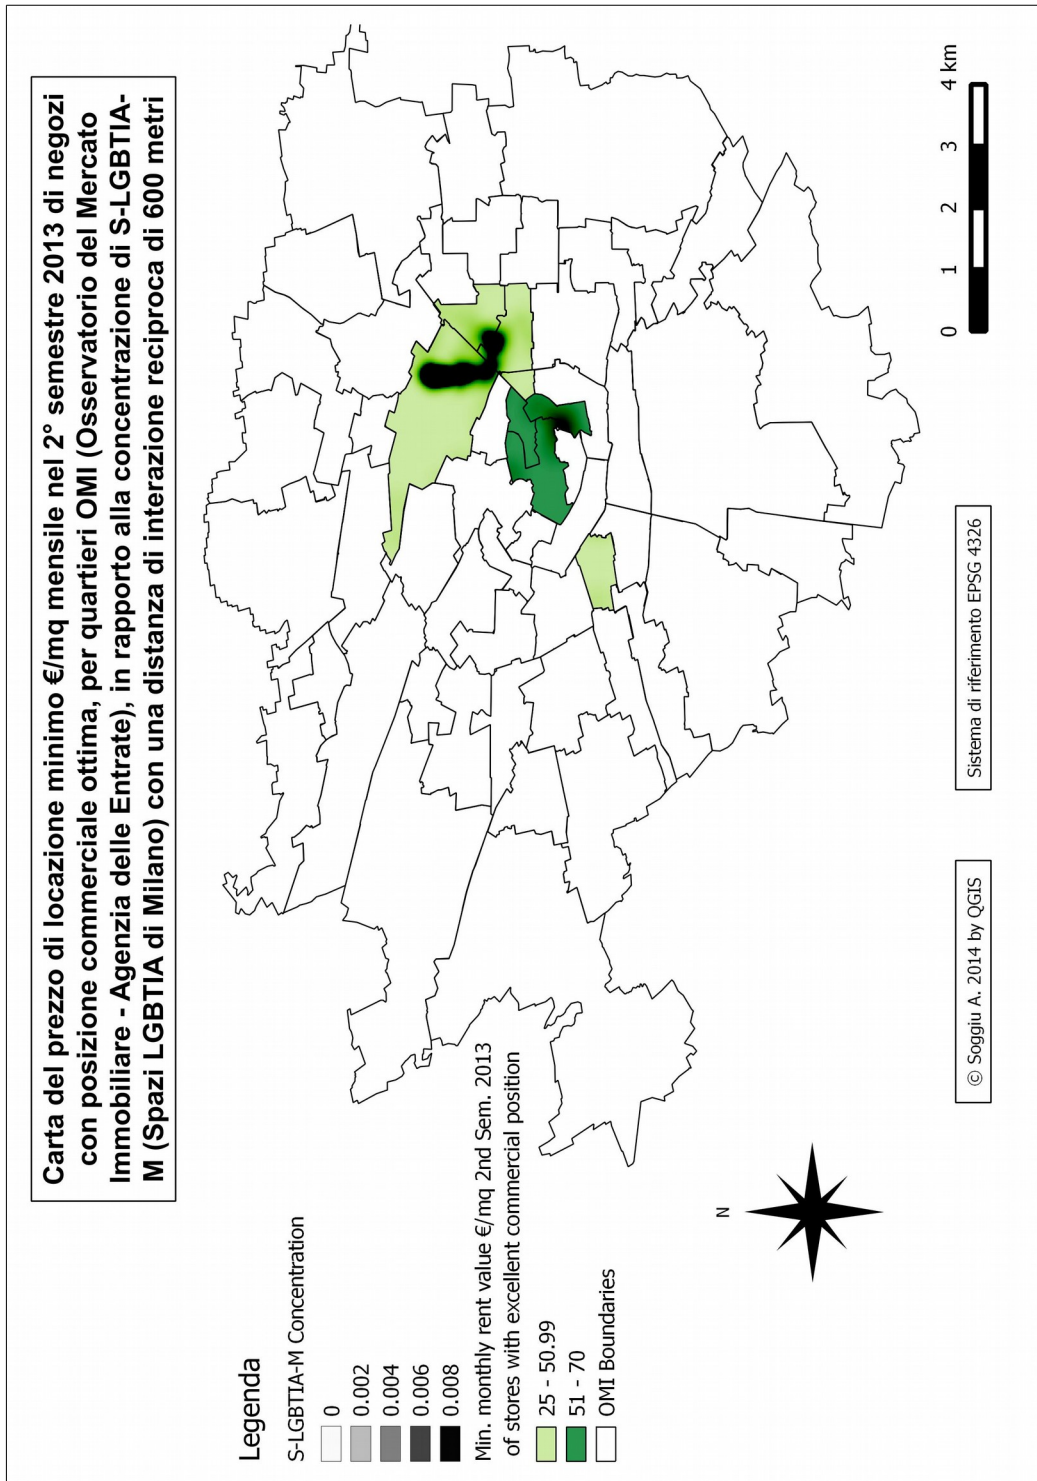 Carta del prezzo di locazione minimo €/mq mensile nel 2° semestre 2013 di negozi
con posizione commerciale ottima, per quartieri OMI (Osservatorio del Mercato
Immobiliare - Agenzia delle Entrate), in rapporto alla concentrazione di S-LGBTIA-
M (Spazi LGBTIA di Milano) con una distanza di interazione reciproca di 600 metri
Legenda
S-LGBTIA-M Concentration
0
0.002
0.004
0.006
0.008
Min. monthly rent value €/mq 2nd Sem. 2013
of stores with excellent commercial position
25 - 50.99
51 - 70
OMI Boundaries
N
© Soggiu A. 2014 by QGIS
Sistema di riferimento EPSG 4326
0 1 2 3 4 km